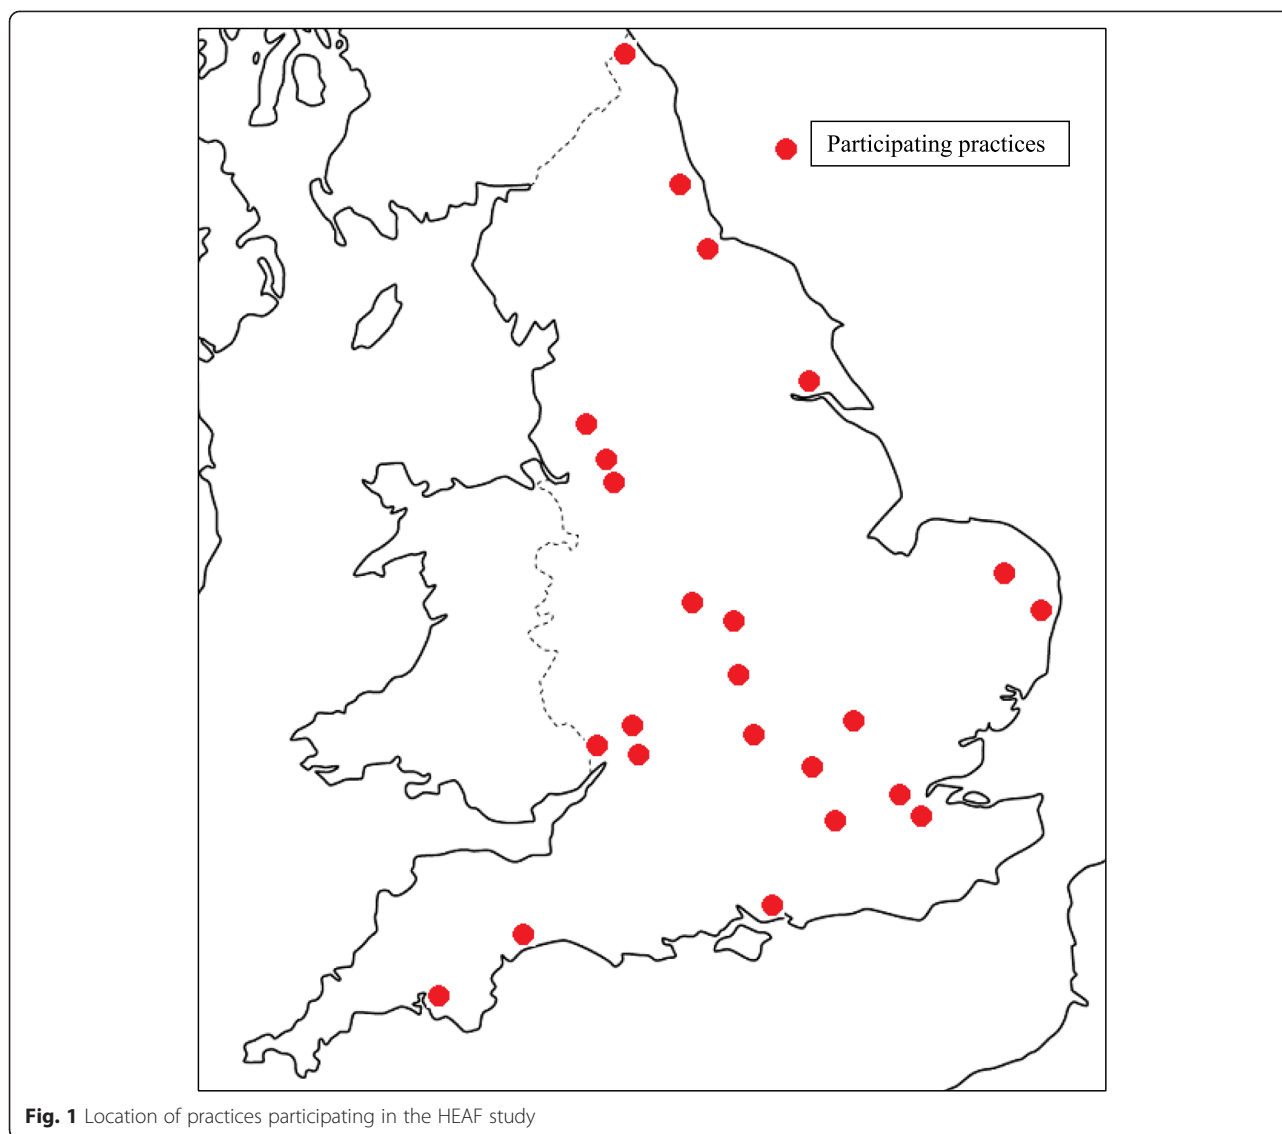 Participating practices
Fig. 1 Location of practices participating in the HEAF study